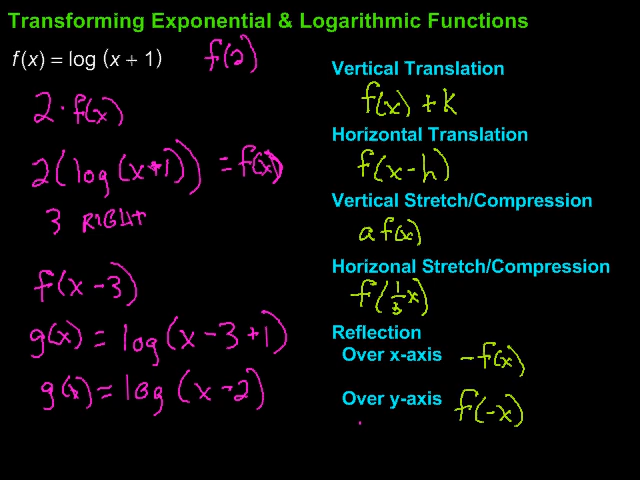 Transforming Exponential & Logarithmic Functions
f(x) = log (x + 1)
f(2)
2 · f(x)
2(log(x+1)) = f(x)
3 RIGHT
f(x - 3)
g(x) = log(x - 3 + 1)
g(x) = log(x - 2)
Vertical Translation
f(x) + k
Horizontal Translation
f(x - h)
Vertical Stretch/Compression
a f(x)
Horizonal Stretch/Compression
f(1/3 x)
Reflection
Over x-axis -f(x)
Over y-axis f(-x)